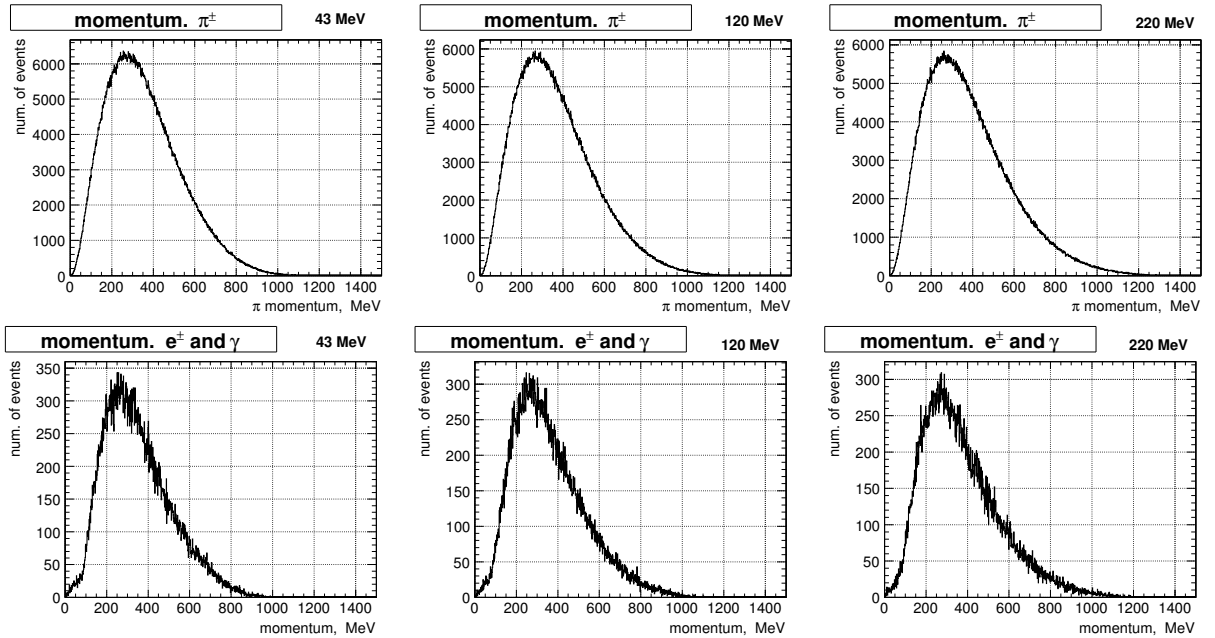 momentum. π± 43 MeV
num. of events
6000
5000
4000
3000
2000
1000
0
0 200 400 600 800 1000 1200 1400
π momentum, MeV
momentum. π± 120 MeV
num. of events
6000
5000
4000
3000
2000
1000
0
0 200 400 600 800 1000 1200 1400
π momentum, MeV
momentum. π± 220 MeV
num. of events
6000
5000
4000
3000
2000
1000
0
0 200 400 600 800 1000 1200 1400
π momentum, MeV
momentum. e± and γ 43 MeV
num. of events
350
300
250
200
150
100
50
0
0 200 400 600 800 1000 1200 1400
momentum, MeV
momentum. e± and γ 120 MeV
num. of events
300
250
200
150
100
50
0
0 200 400 600 800 1000 1200 1400
momentum, MeV
momentum. e± and γ 220 MeV
num. of events
300
250
200
150
100
50
0
0 200 400 600 800 1000 1200 1400
momentum, MeV